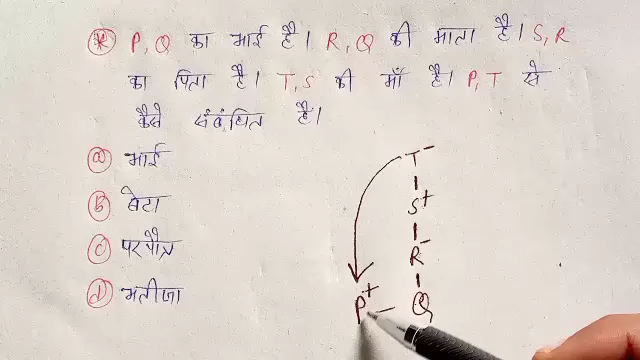 * P, Q का भाई है। R, Q की माता है। S, R
का पिता है। T, S की माँ है। P, T से
कैसे संबंधित है।
a भाई
b बेटा
c परपौत्र
d भतीजा
T-
S+
R-
P+ - Q